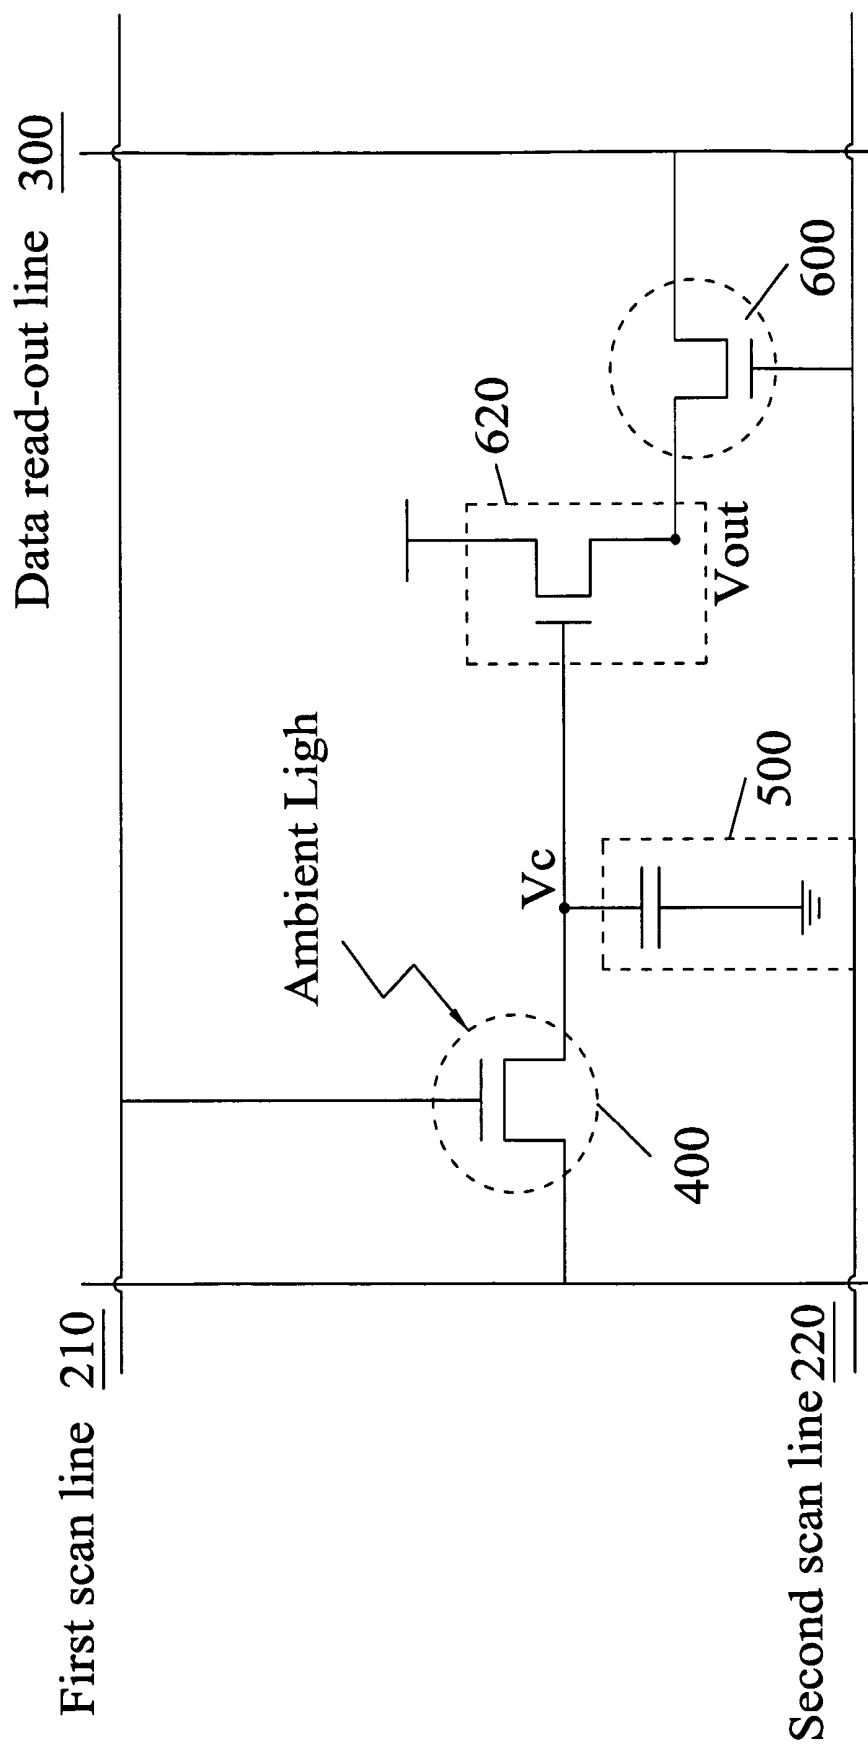 Data read-out line 300
First scan line 210
Ambient Ligh
620
600
Vc
Vout
400
500
Second scan line 220